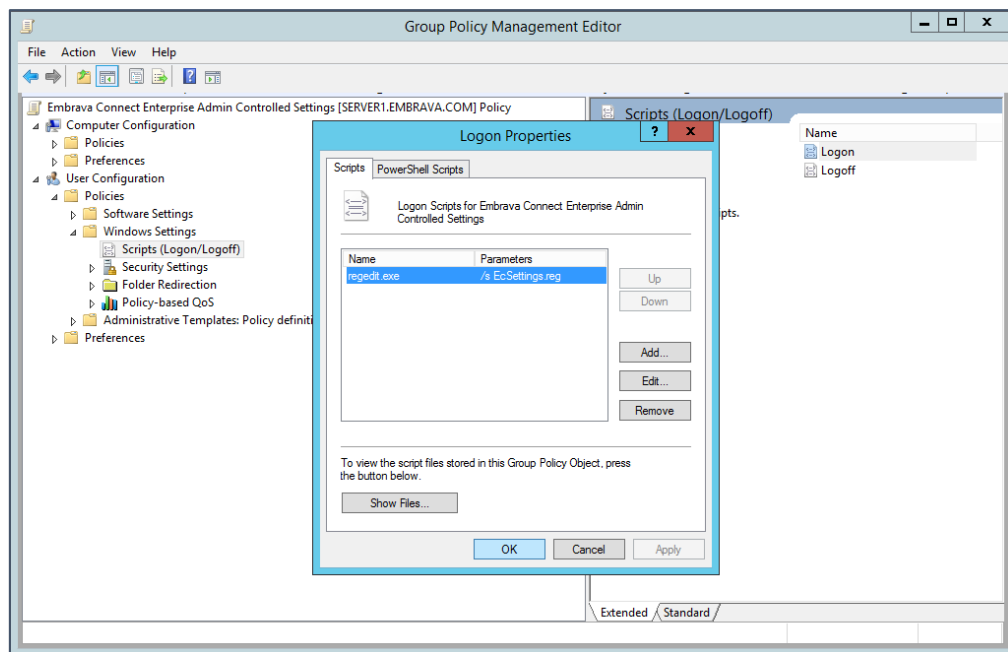 Group Policy Management Editor
File Action View Help
Embrava Connect Enterprise Admin Controlled Settings [SERVER1.EMBRAVA.COM] Policy
Computer Configuration
Policies
Preferences
User Configuration
Policies
Software Settings
Windows Settings
Scripts (Logon/Logoff)
Security Settings
Folder Redirection
Policy-based QoS
Administrative Templates: Policy
Preferences
Scripts (Logon/Logoff)
Name
Logon
Logoff
Logon Properties
? X
Scripts PowerShell Scripts
Logon Scripts for Embrava Connect Enterprise Admin
Controlled Settings
Name Parameters
regedit.exe /s EcSettings.reg
Up
Down
Add...
Edit...
Remove
To view the script files stored in this Group Policy Object, press
the button below.
Show Files...
OK Cancel Apply
Extended Standard